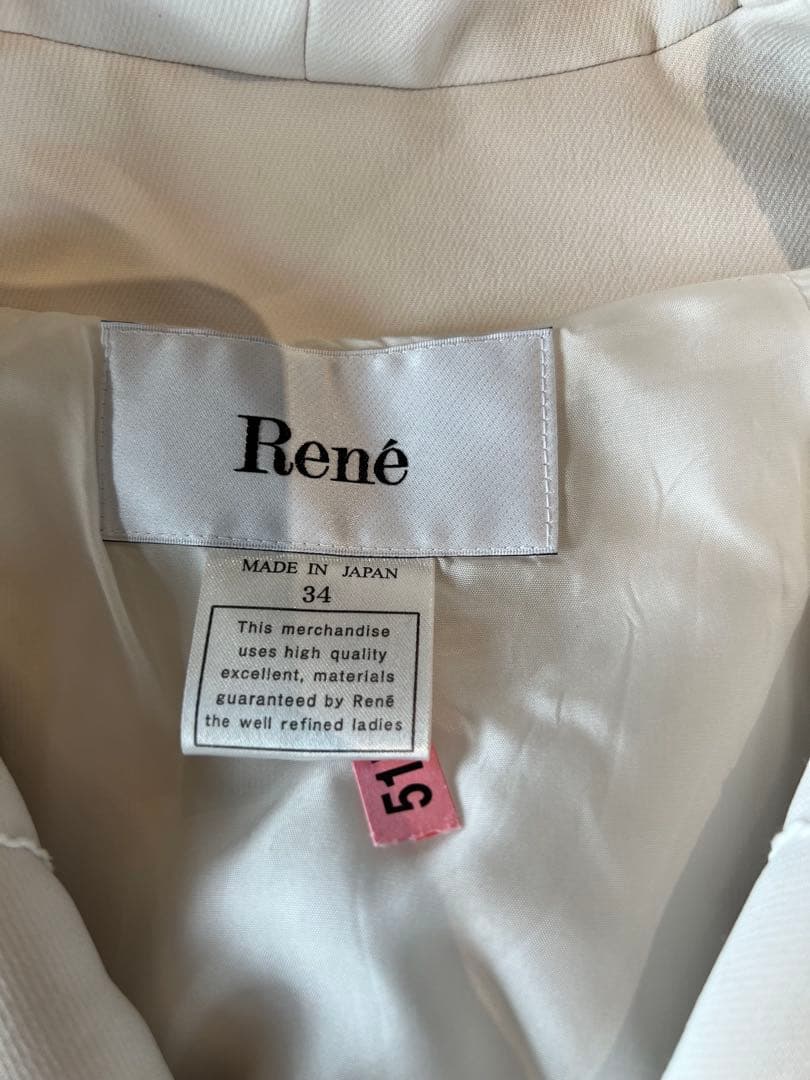 René
MADE IN JAPAN
34
This merchandise
uses high quality
excellent, materials
guaranteed by René
the well refined ladies
51